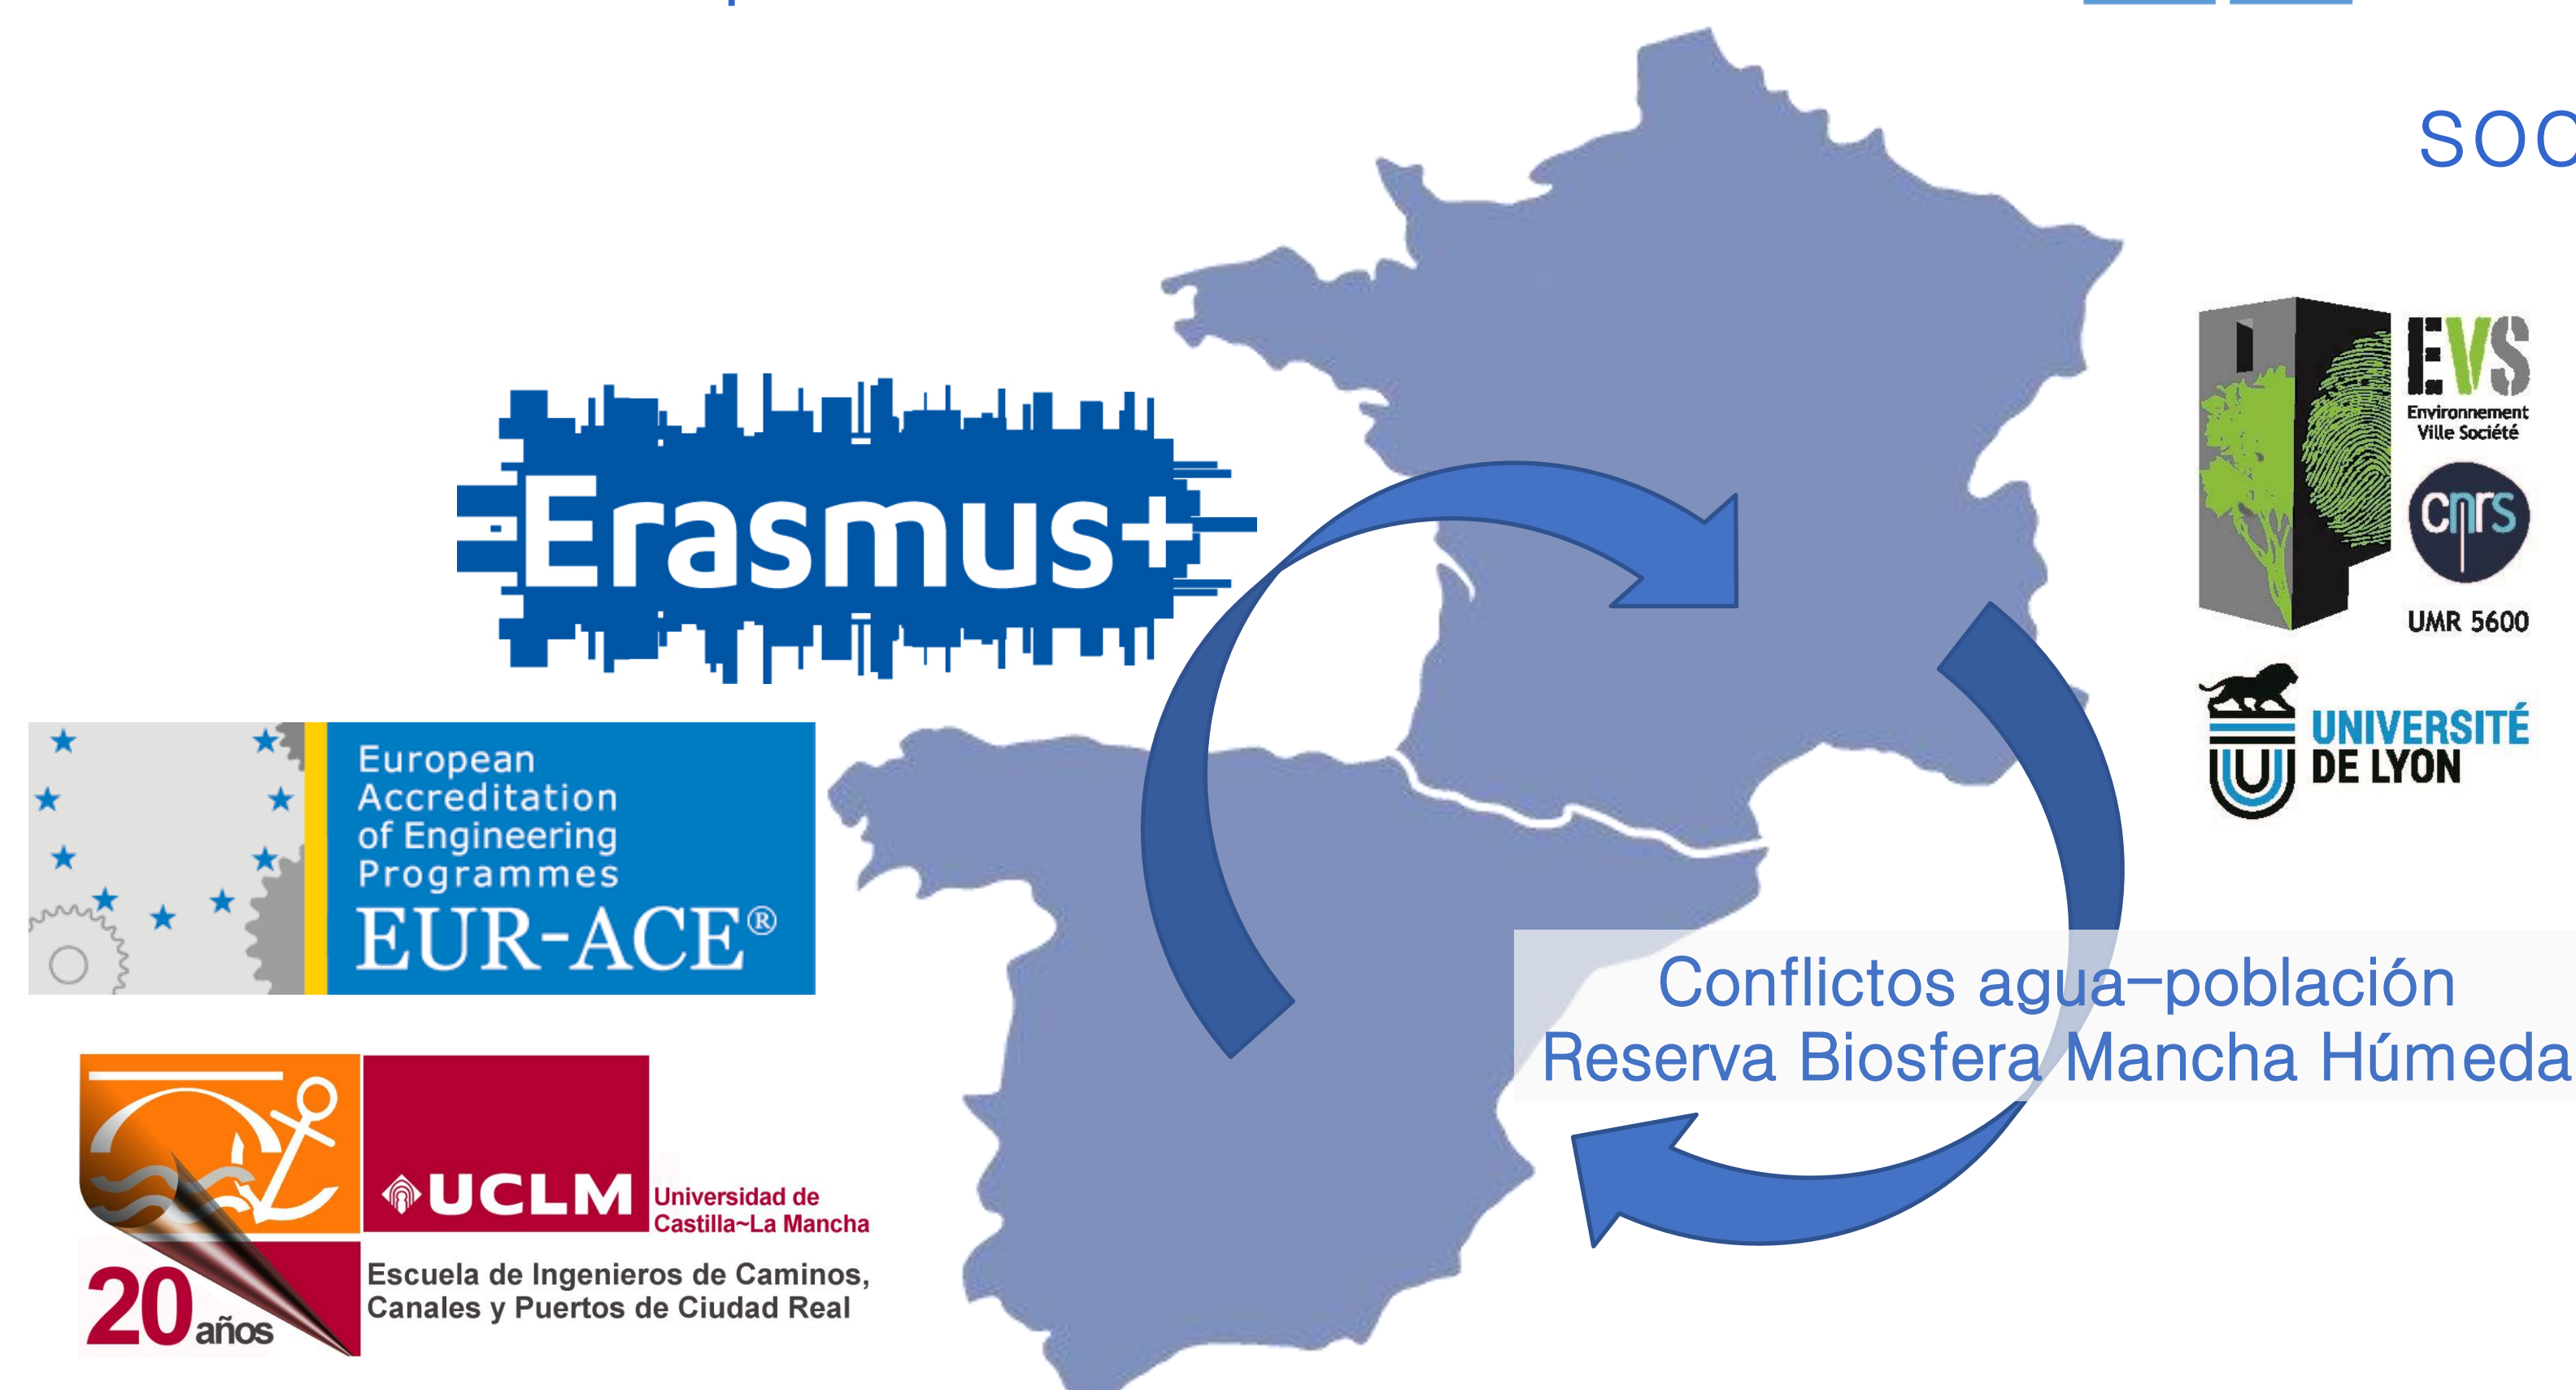 SOC
Erasmus+
EVS
Environnement
Ville Société
cnrs
UMR 5600
UNIVERSITÉ
DE LYON
European
Accreditation
of Engineering
Programmes
EUR-ACE®
Conflictos agua-población
Reserva Biosfera Mancha Húmeda
UCLM
Universidad de
Castilla~La Mancha
20 años
Escuela de Ingenieros de Caminos,
Canales y Puertos de Ciudad Real